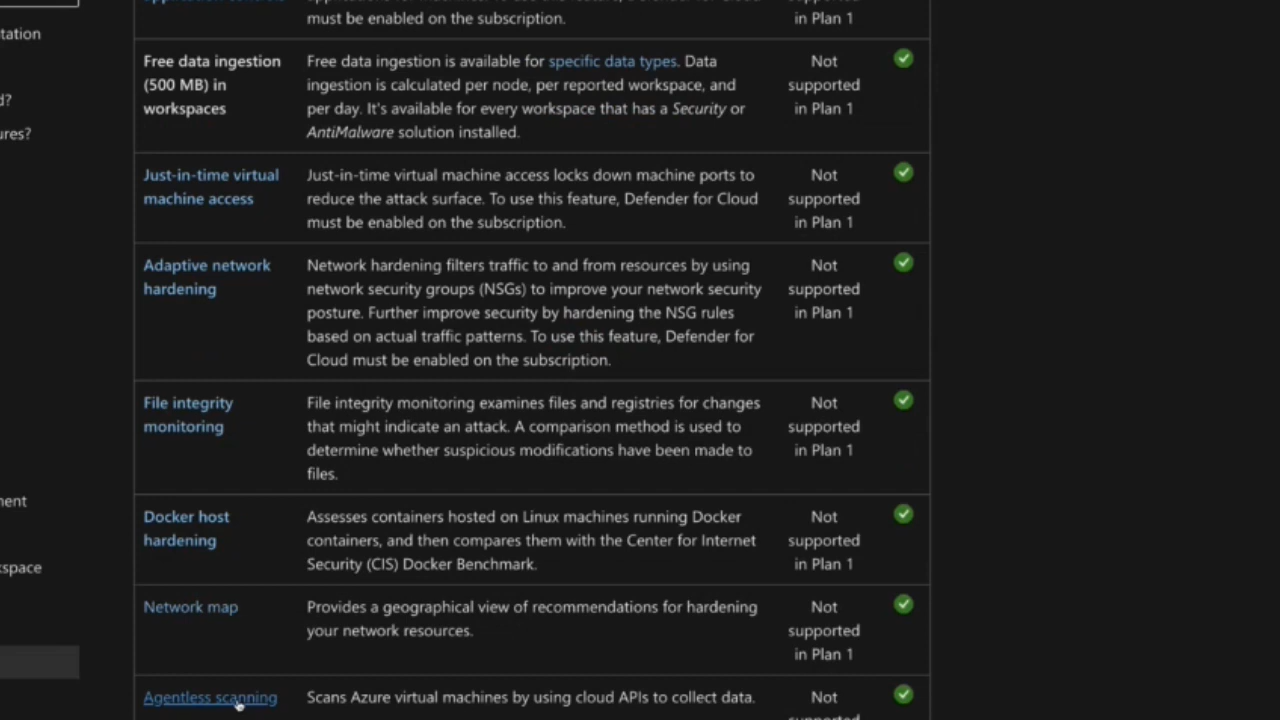 must be enabled on the subscription.
supported
in Plan 1
tation
d?
ures?
ment
kspace
Free data ingestion
(500 MB) in
workspaces
Free data ingestion is available for specific data types. Data
ingestion is calculated per node, per reported workspace, and
per day. It's available for every workspace that has a Security or
AntiMalware solution installed.
Not
supported
in Plan 1
Just-in-time virtual
machine access
Just-in-time virtual machine access locks down machine ports to
reduce the attack surface. To use this feature, Defender for Cloud
must be enabled on the subscription.
Not
supported
in Plan 1
Adaptive network
hardening
Network hardening filters traffic to and from resources by using
network security groups (NSGs) to improve your network security
posture. Further improve security by hardening the NSG rules
based on actual traffic patterns. To use this feature, Defender for
Cloud must be enabled on the subscription.
Not
supported
in Plan 1
File integrity
monitoring
File integrity monitoring examines files and registries for changes
that might indicate an attack. A comparison method is used to
determine whether suspicious modifications have been made to
files.
Not
supported
in Plan 1
Docker host
hardening
Assesses containers hosted on Linux machines running Docker
containers, and then compares them with the Center for Internet
Security (CIS) Docker Benchmark.
Not
supported
in Plan 1
Network map
Provides a geographical view of recommendations for hardening
your network resources.
Not
supported
in Plan 1
Agentless scanning
Scans Azure virtual machines by using cloud APIs to collect data.
Not